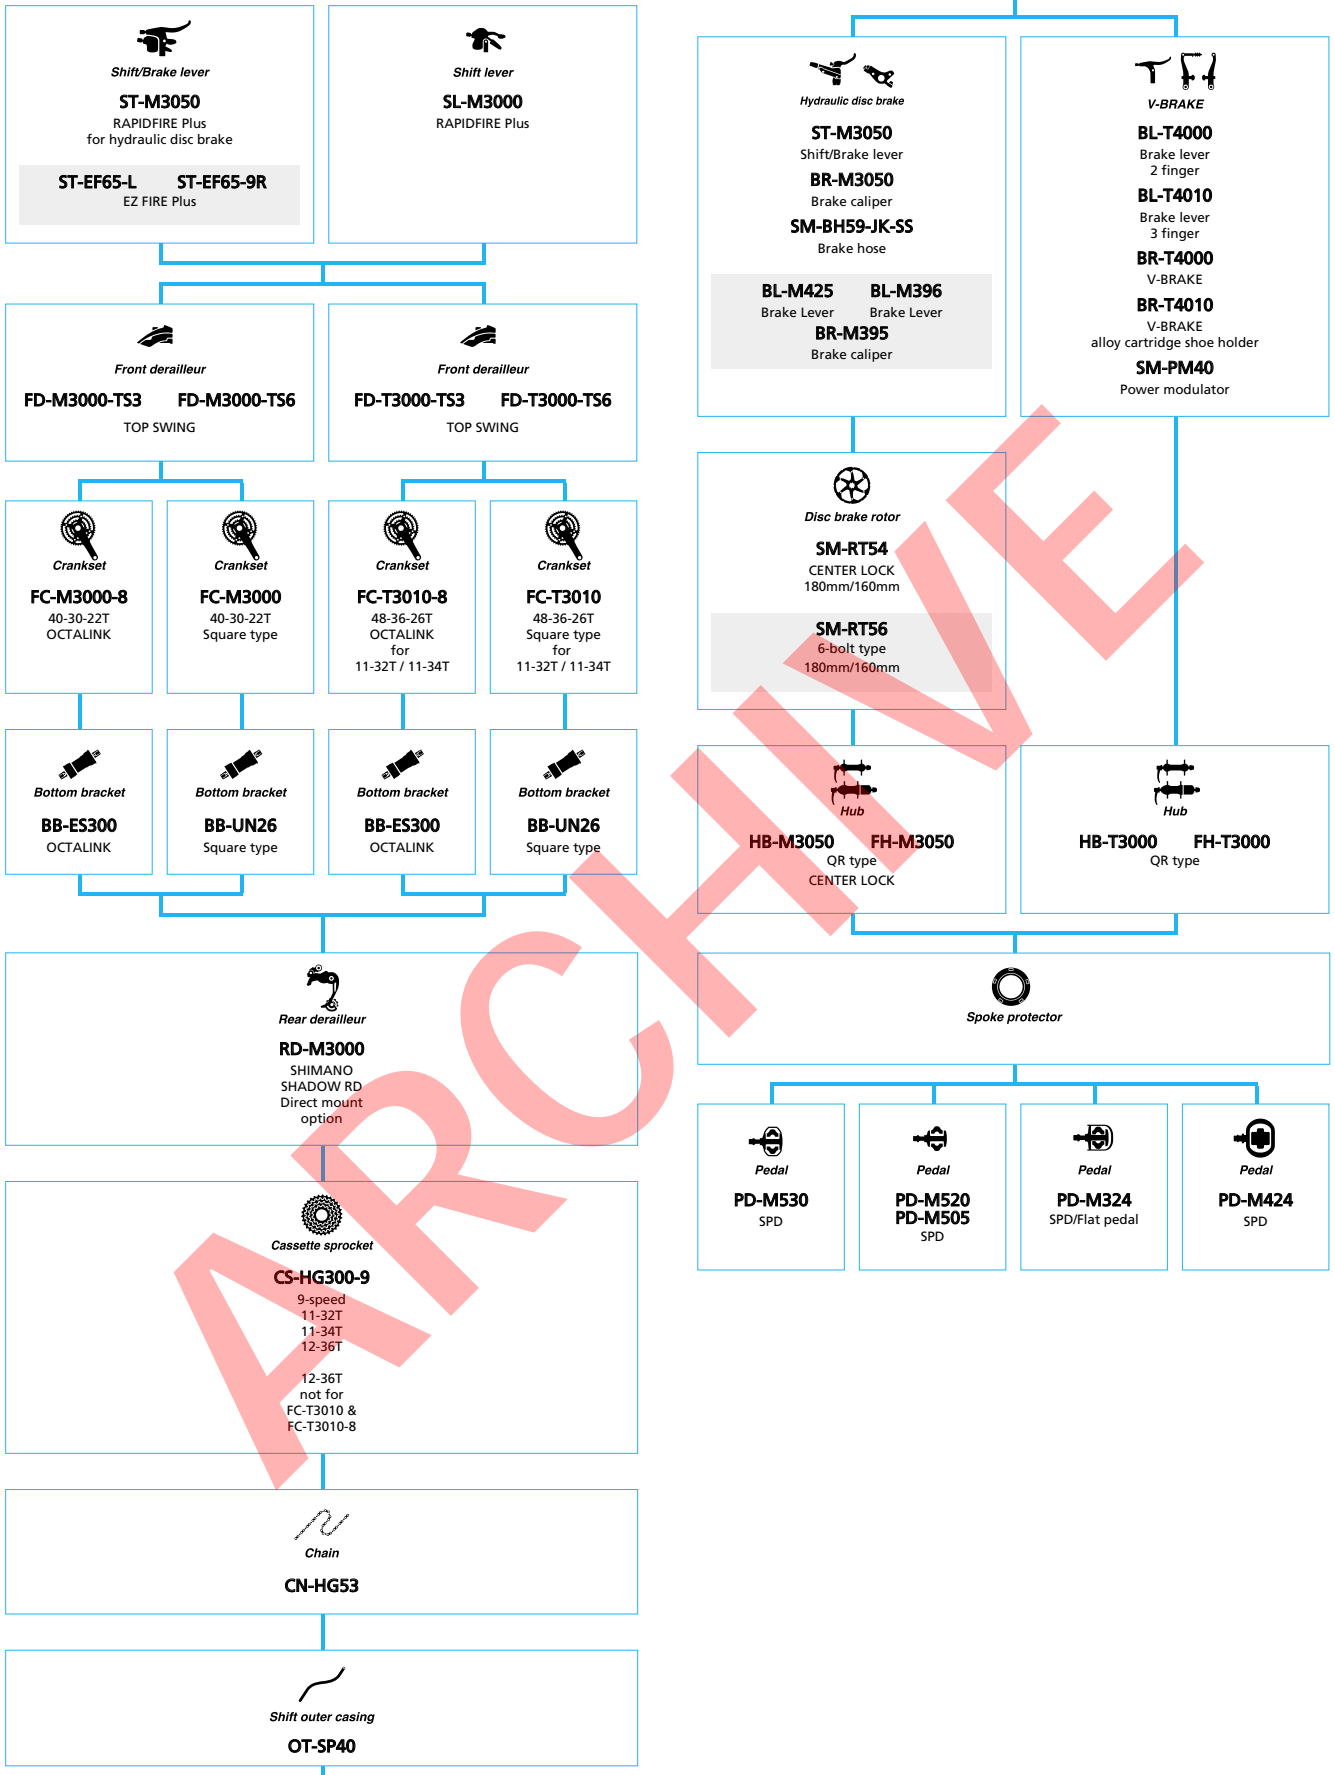 Shift/Brake lever
ST-M3050
RAPIDFIRE Plus
for hydraulic disc brake
ST-EF65-L ST-EF65-9R
EZ FIRE Plus
Shift lever
SL-M3000
RAPIDFIRE Plus
Front derailleur
FD-M3000-TS3 FD-M3000-TS6
TOP SWING
Front derailleur
FD-T3000-TS3 FD-T3000-TS6
TOP SWING
Crankset
FC-M3000-8
40-30-22T
OCTALINK
Crankset
FC-M3000
40-30-22T
Square type
Crankset
FC-T3010-8
48-36-26T
OCTALINK
for
11-32T / 11-34T
Crankset
FC-T3010
48-36-26T
Square type
for
11-32T / 11-34T
Bottom bracket
BB-ES300
OCTALINK
Bottom bracket
BB-UN26
Square type
Bottom bracket
BB-ES300
OCTALINK
Bottom bracket
BB-UN26
Square type
Rear derailleur
RD-M3000
SHIMANO
SHADOW RD
Direct mount
option
Cassette sprocket
CS-HG300-9
9-speed
11-32T
11-34T
12-36T
12-36T
not for
FC-T3010 &
FC-T3010-8
Chain
CN-HG53
Shift outer casing
OT-SP40
Hydraulic disc brake
ST-M3050
Shift/Brake lever
BR-M3050
Brake caliper
SM-BH59-JK-SS
Brake hose
BL-M425 BL-M396
Brake Lever Brake Lever
BR-M395
Brake caliper
V-BRAKE
BL-T4000
Brake lever
2 finger
BL-T4010
Brake lever
3 finger
BR-T4000
V-BRAKE
BR-T4010
V-BRAKE
alloy cartridge shoe holder
SM-PM40
Power modulator
Disc brake rotor
SM-RT54
CENTER LOCK
180mm/160mm
SM-RT56
6-bolt type
180mm/160mm
Hub
HB-M3050 FH-M3050
QR type
CENTER LOCK
Hub
HB-T3000 FH-T3000
QR type
Spoke protector
Pedal
PD-M530
SPD
Pedal
PD-M520
PD-M505
SPD
Pedal
PD-M324
SPD/Flat pedal
Pedal
PD-M424
SPD
ARCHIVE